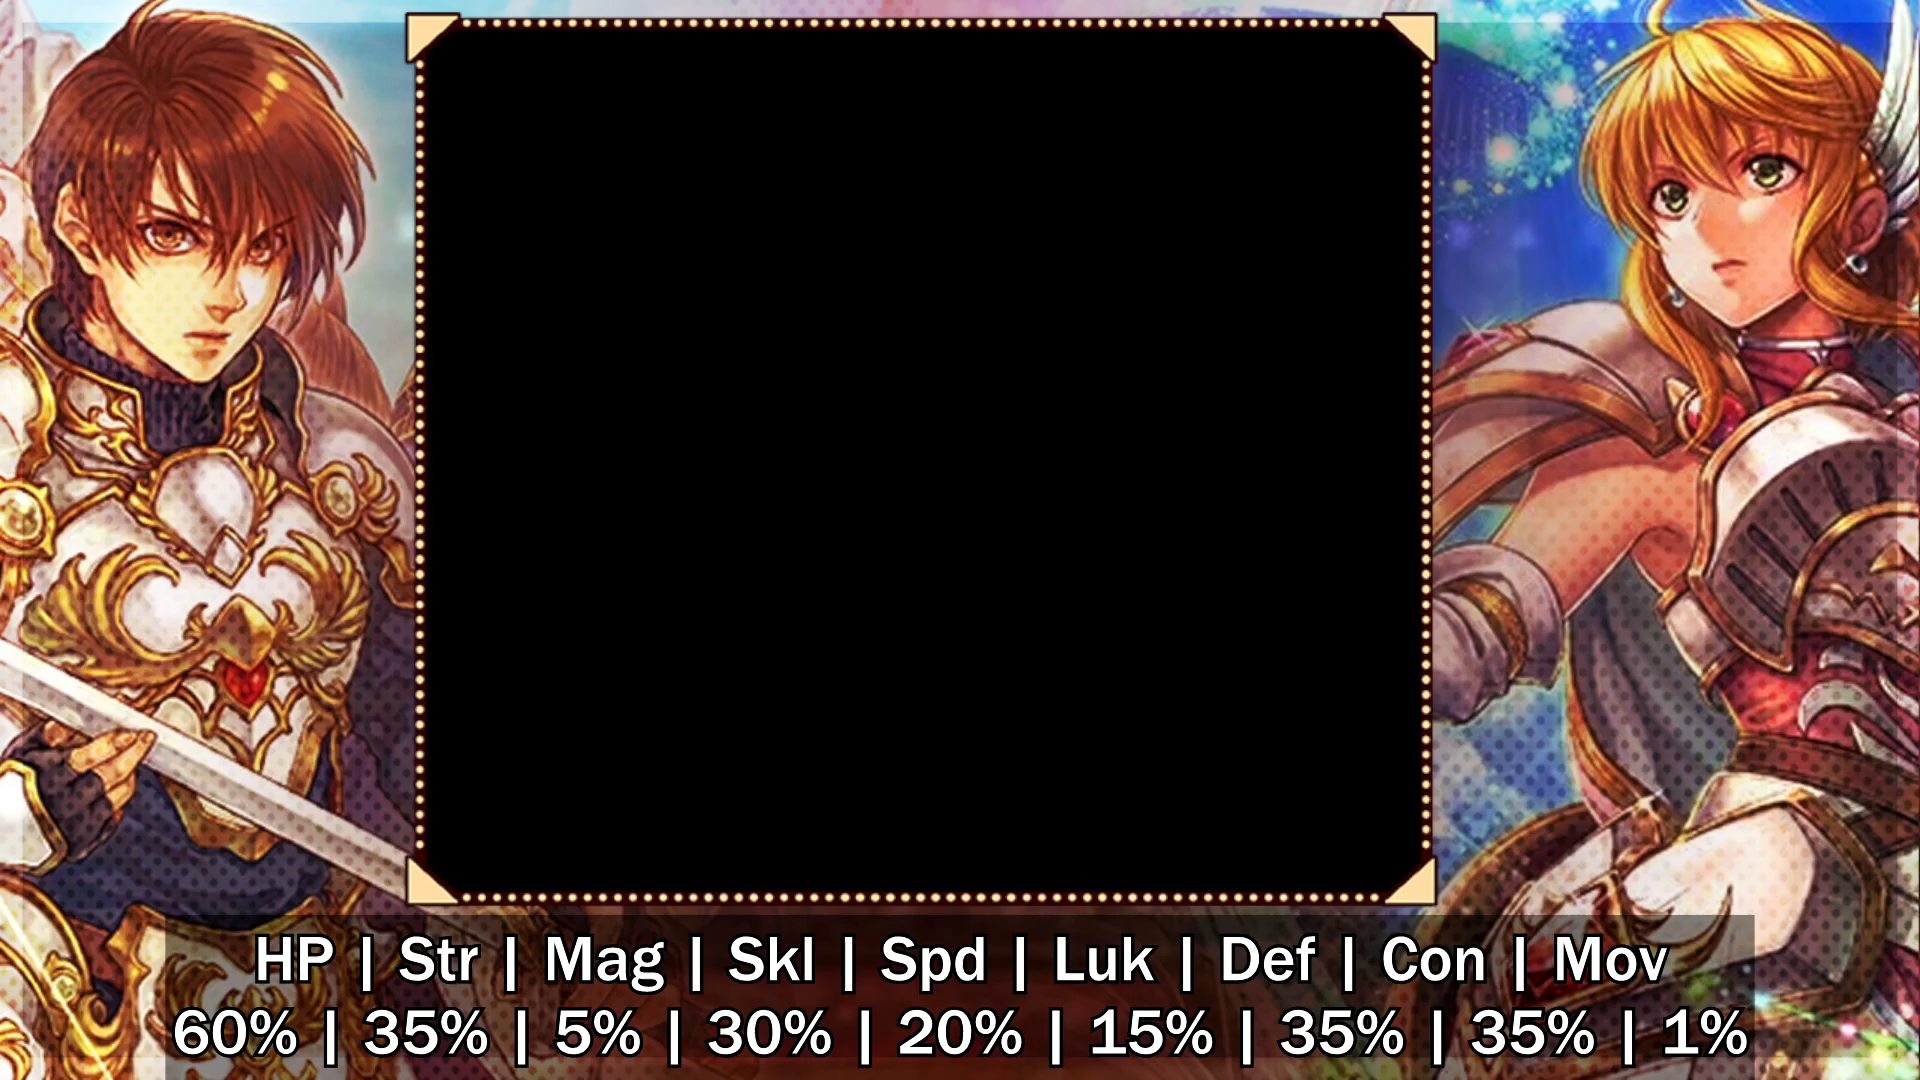 HP | Str | Mag | Skl | Spd | Luk | Def | Con | Mov
60% | 35% | 5% | 30% | 20% | 15% | 35% | 35% | 1%